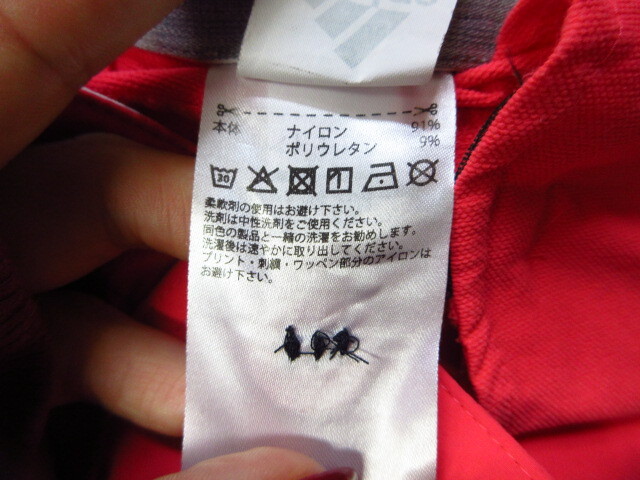 本体 ナイロン 91%
ポリウレタン 9%
30
柔軟剤の使用はお避け下さい。
洗剤は中性洗剤をご使用ください。
同色の製品と一緒の洗濯をお勧めします。
洗濯後は速やかに取り出してください。
プリント・刺繍・ワッペン部分のアイロンは
お避け下さい。